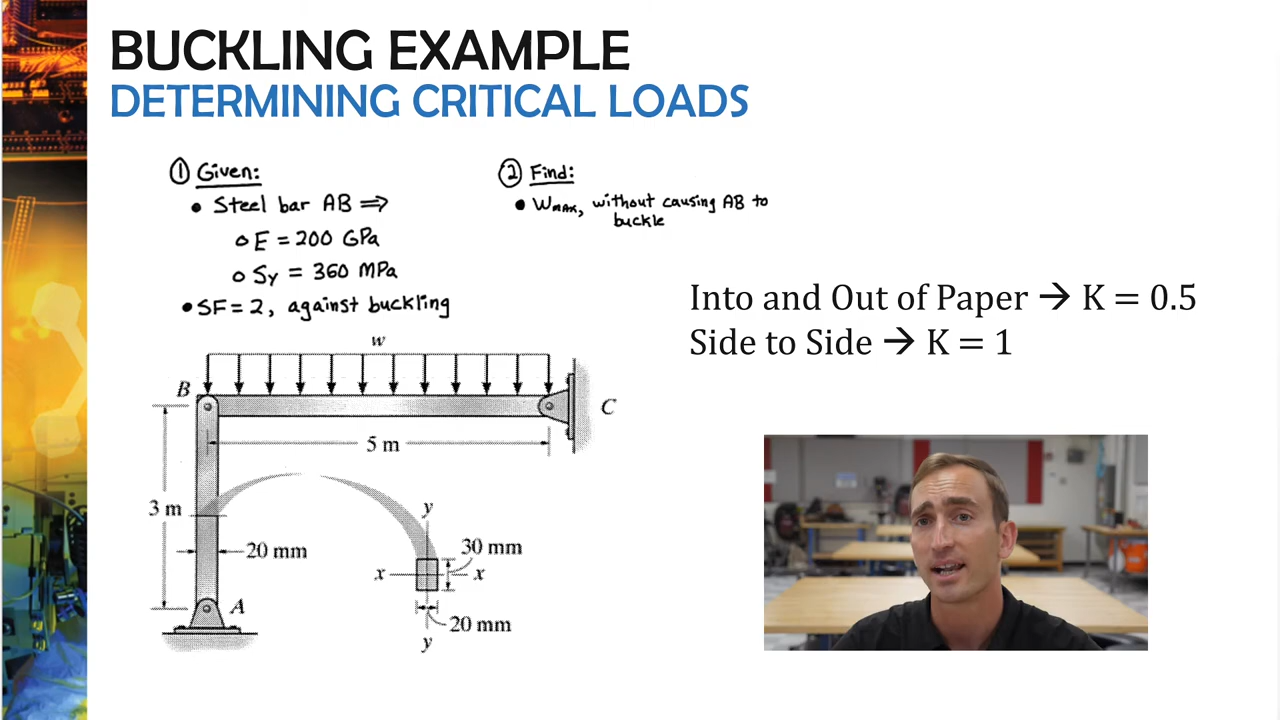 BUCKLING EXAMPLE
DETERMINING CRITICAL LOADS
① Given:
• Steel bar AB ⇒
o E = 200 GPa
o Sy = 360 MPa
• SF = 2, against buckling
② Find:
• WMAX, without causing AB to
buckle
Into and Out of Paper → K = 0.5
Side to Side → K = 1
w
B
C
5 m
3 m
y
20 mm
30 mm
x
x
A
20 mm
y